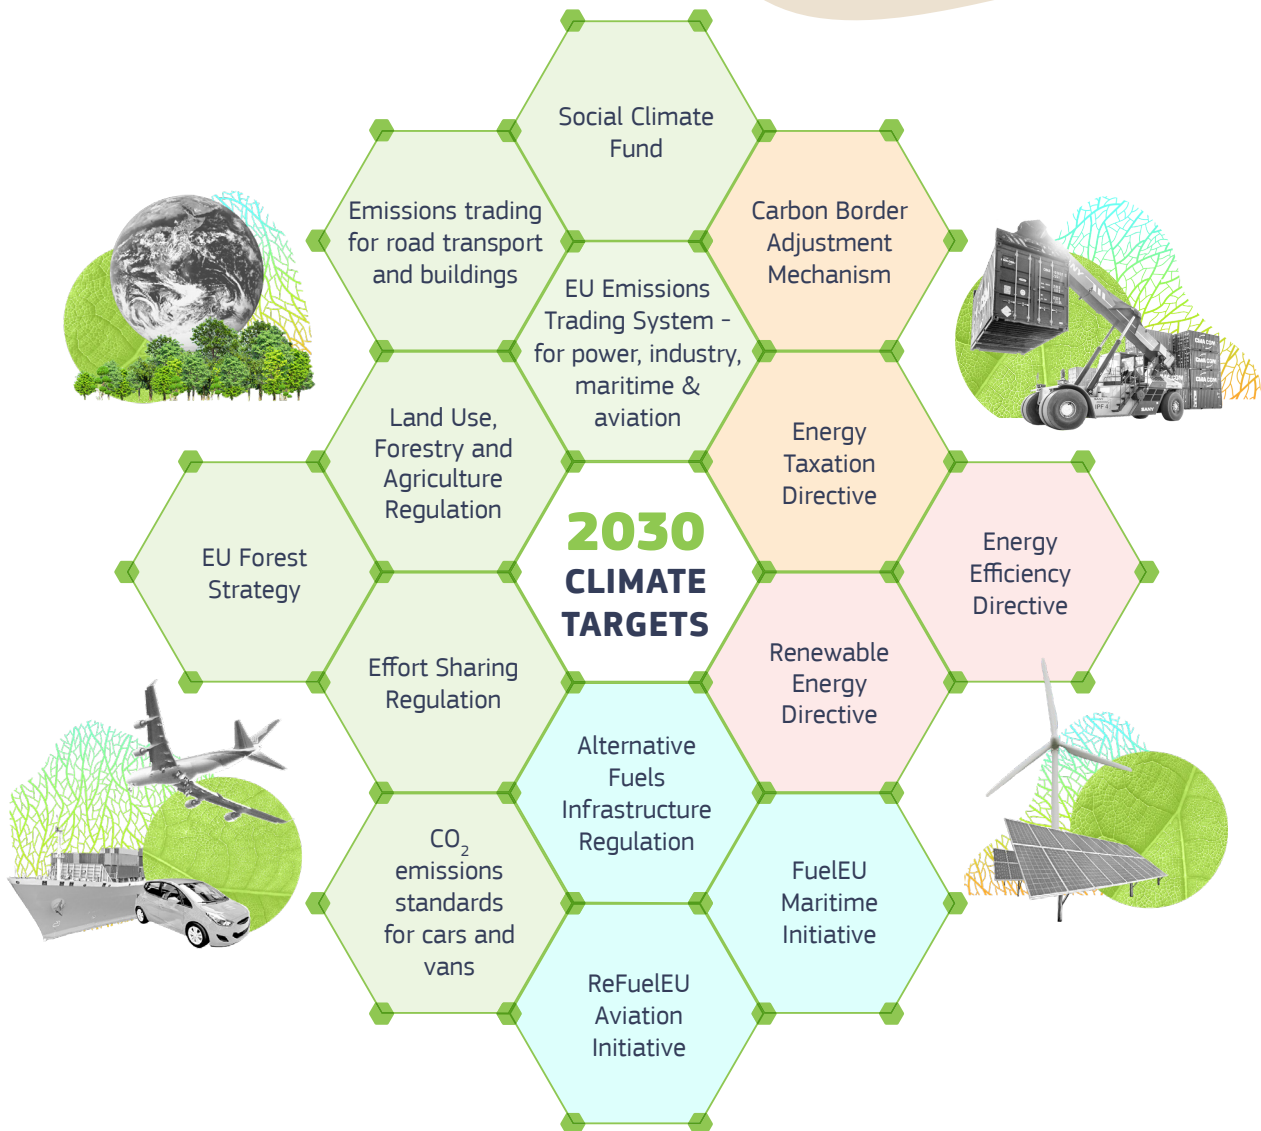 Social Climate
Fund
Emissions trading
for road transport
and buildings
Carbon Border
Adjustment
Mechanism
EU Emissions
Trading System -
for power, industry,
maritime &
aviation
Land Use,
Forestry and
Agriculture
Regulation
Energy
Taxation
Directive
EU Forest
Strategy
2030
CLIMATE
TARGETS
Energy
Efficiency
Directive
Effort Sharing
Regulation
Renewable
Energy
Directive
Alternative
Fuels
Infrastructure
Regulation
CO₂
emissions
standards
for cars and
vans
FuelEU
Maritime
Initiative
ReFuelEU
Aviation
Initiative